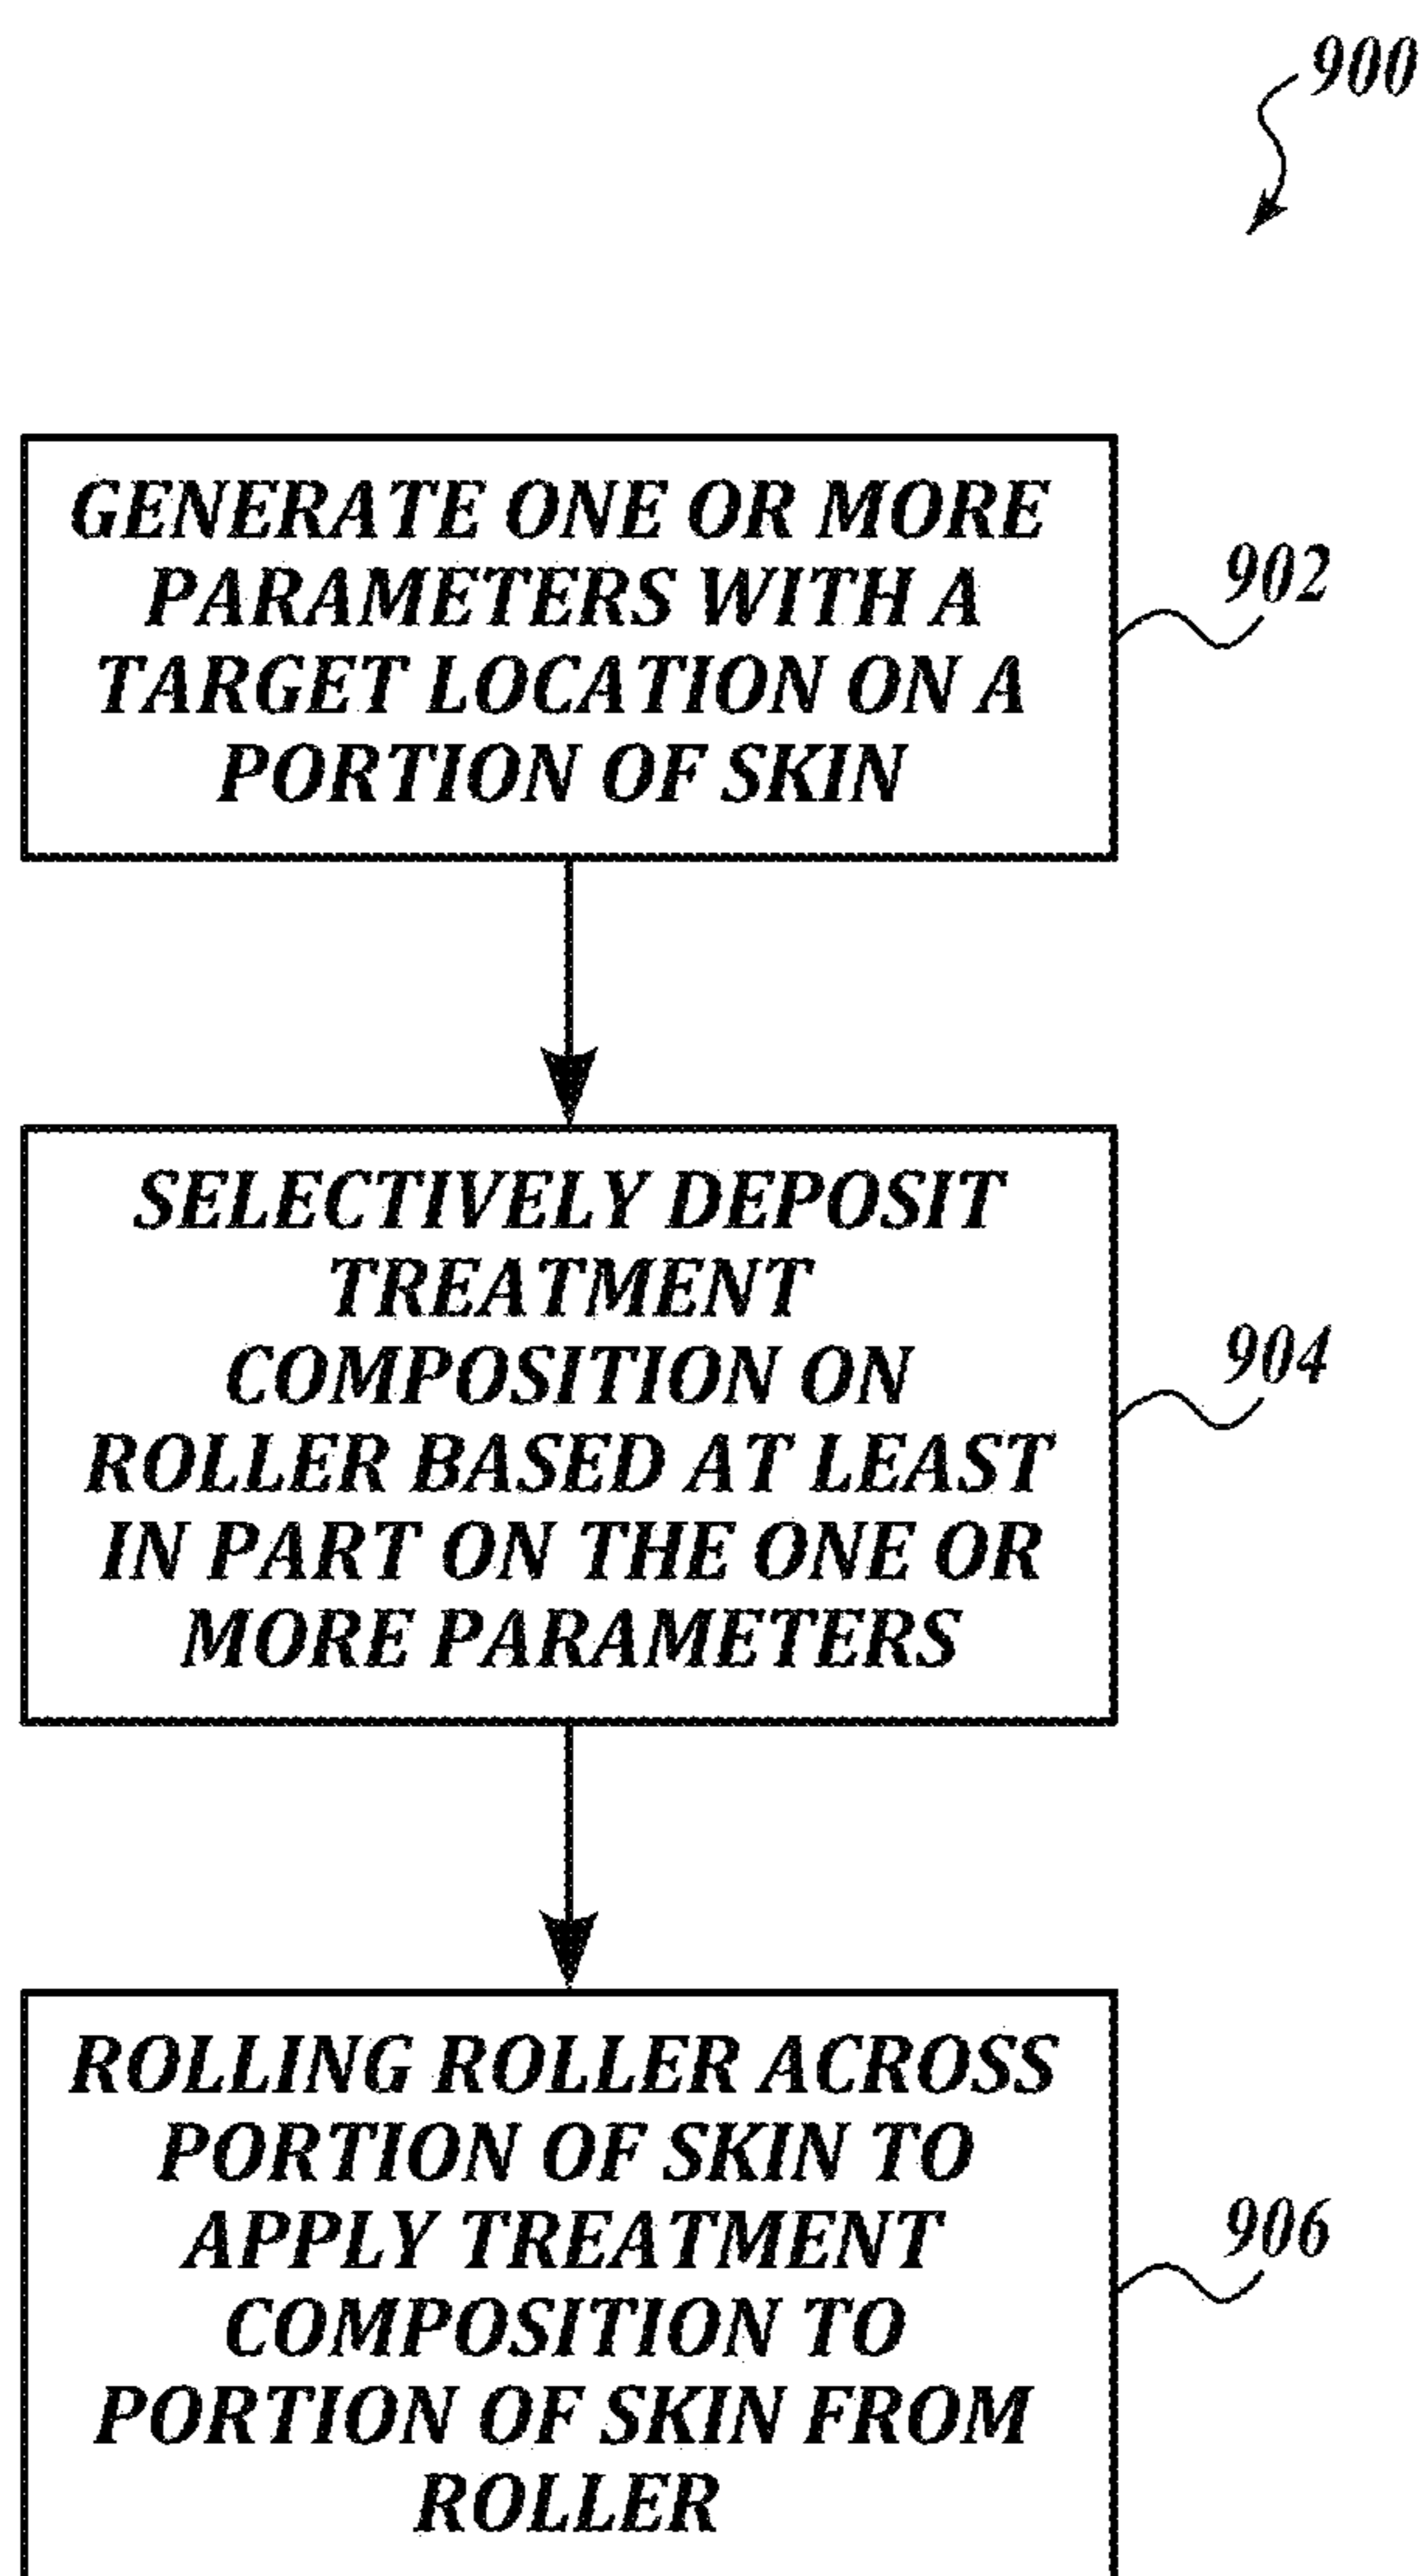 900
GENERATE ONE OR MORE
PARAMETERS WITH A
TARGET LOCATION ON A
PORTION OF SKIN
902
SELECTIVELY DEPOSIT
TREATMENT
COMPOSITION ON
ROLLER BASED AT LEAST
IN PART ON THE ONE OR
MORE PARAMETERS
904
ROLLING ROLLER ACROSS
PORTION OF SKIN TO
APPLY TREATMENT
COMPOSITION TO
PORTION OF SKIN FROM
ROLLER
906